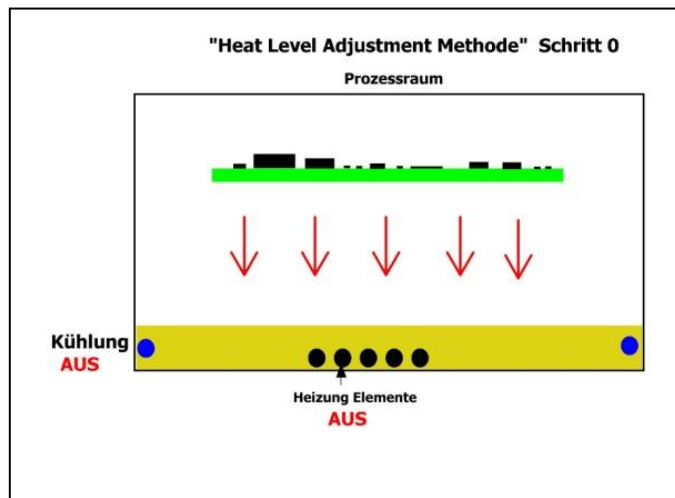 "Heat Level Adjustment Methode" Schritt 0
Prozessraum
Kühlung
AUS
Heizung Elemente
AUS